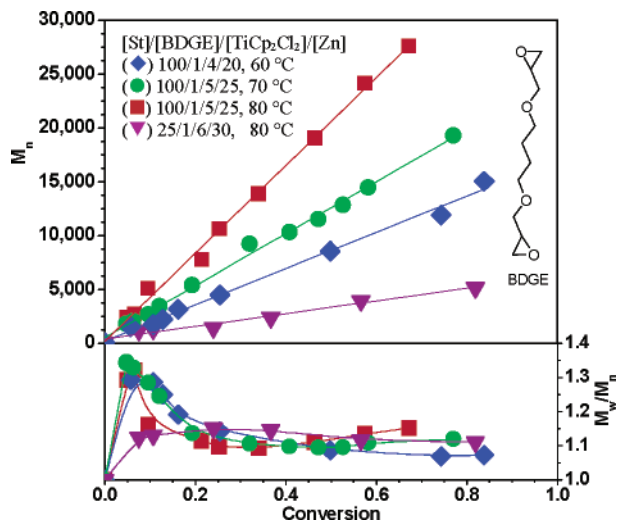 30,000
25,000
20,000
15,000
10,000
5,000
0
Mₙ
[St]/[BDGE]/[TiCp₂Cl₂]/[Zn]
(◆) 100/1/4/20, 60 °C
(●) 100/1/5/25, 70 °C
(■) 100/1/5/25, 80 °C
(▼) 25/1/6/30, 80 °C
O
O
O
O
BDGE
1.4
1.3
1.2
1.1
1.0
M_w/Mₙ
0.0 0.2 0.4 0.6 0.8 1.0
Conversion